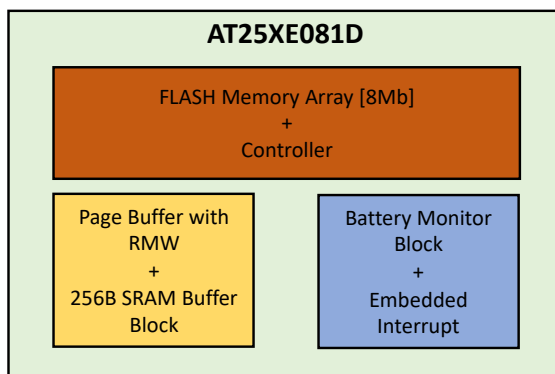 AT25XE081D
FLASH Memory Array [8Mb]
+
Controller
Page Buffer with
RMW
+
256B SRAM Buffer
Block
Battery Monitor
Block
+
Embedded
Interrupt